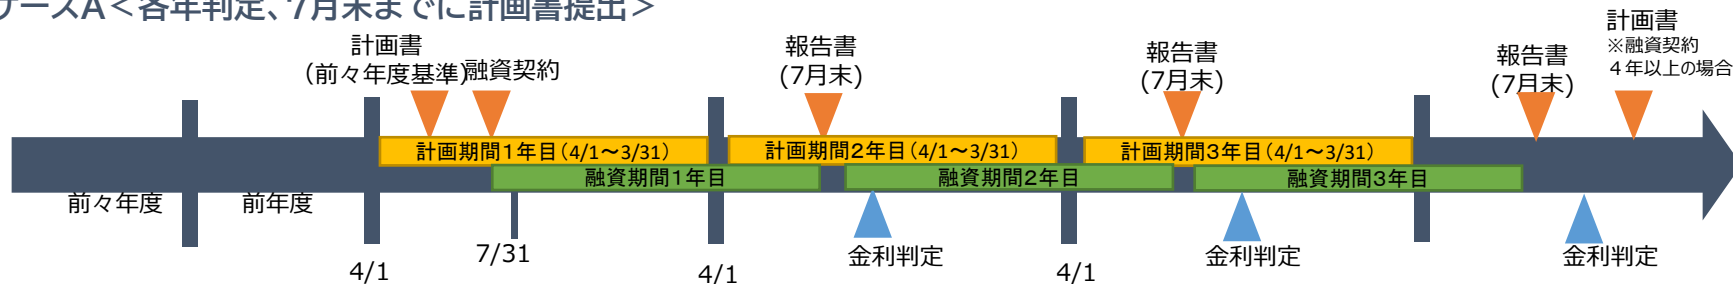 ケースA＜各年判定、7月末までに計画書提出＞
計画書
(前々年度基準)
融資契約
報告書
(7月末)
報告書
(7月末)
報告書
(7月末)
計画書
※融資契約
４年以上の場合
計画期間１年目（4/1～3/31）
計画期間２年目（4/1～3/31）
計画期間３年目（4/1～3/31）
融資期間１年目
融資期間２年目
融資期間３年目
前々年度
前年度
4/1
7/31
4/1
金利判定
4/1
金利判定
金利判定